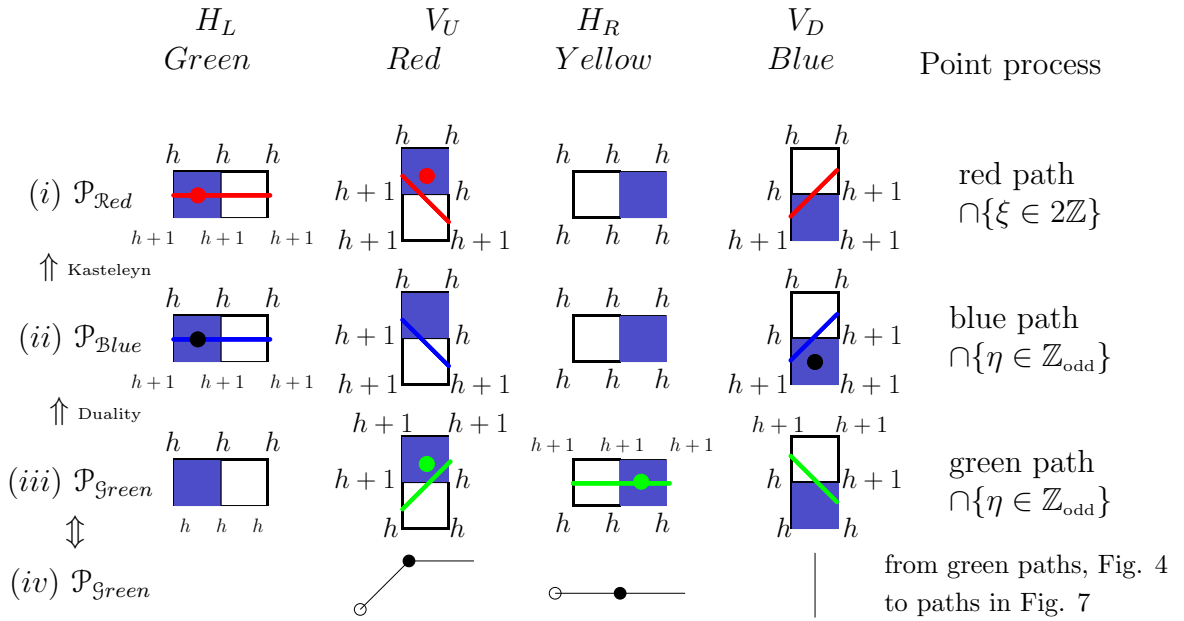 H_L V_U H_R V_D
Green Red Yellow Blue Point process
h h h
h h
h h
(i) 𝒫_Red
h + 1 h
h h h
h + 1
red path
∩{ξ ∈ 2ℤ}
h + 1 h + 1 h + 1
h + 1 h + 1
h h h
h + 1
⇑ Kasteleyn
h h h
h h
h h
(ii) 𝒫_Blue
h + 1 h
h h h
h + 1
blue path
∩{η ∈ ℤ_odd}
h + 1 h + 1 h + 1
h + 1 h + 1
h h h
h + 1
⇑ Duality
h h h
h + 1 h + 1
h + 1 h + 1 h + 1
h + 1 h + 1
(iii) 𝒫_Green
h + 1 h
h + 1
green path
∩{η ∈ ℤ_odd}
h h h
h h
h h h
h h
⇕
(iv) 𝒫_Green
from green paths, Fig. 4
to paths in Fig. 7